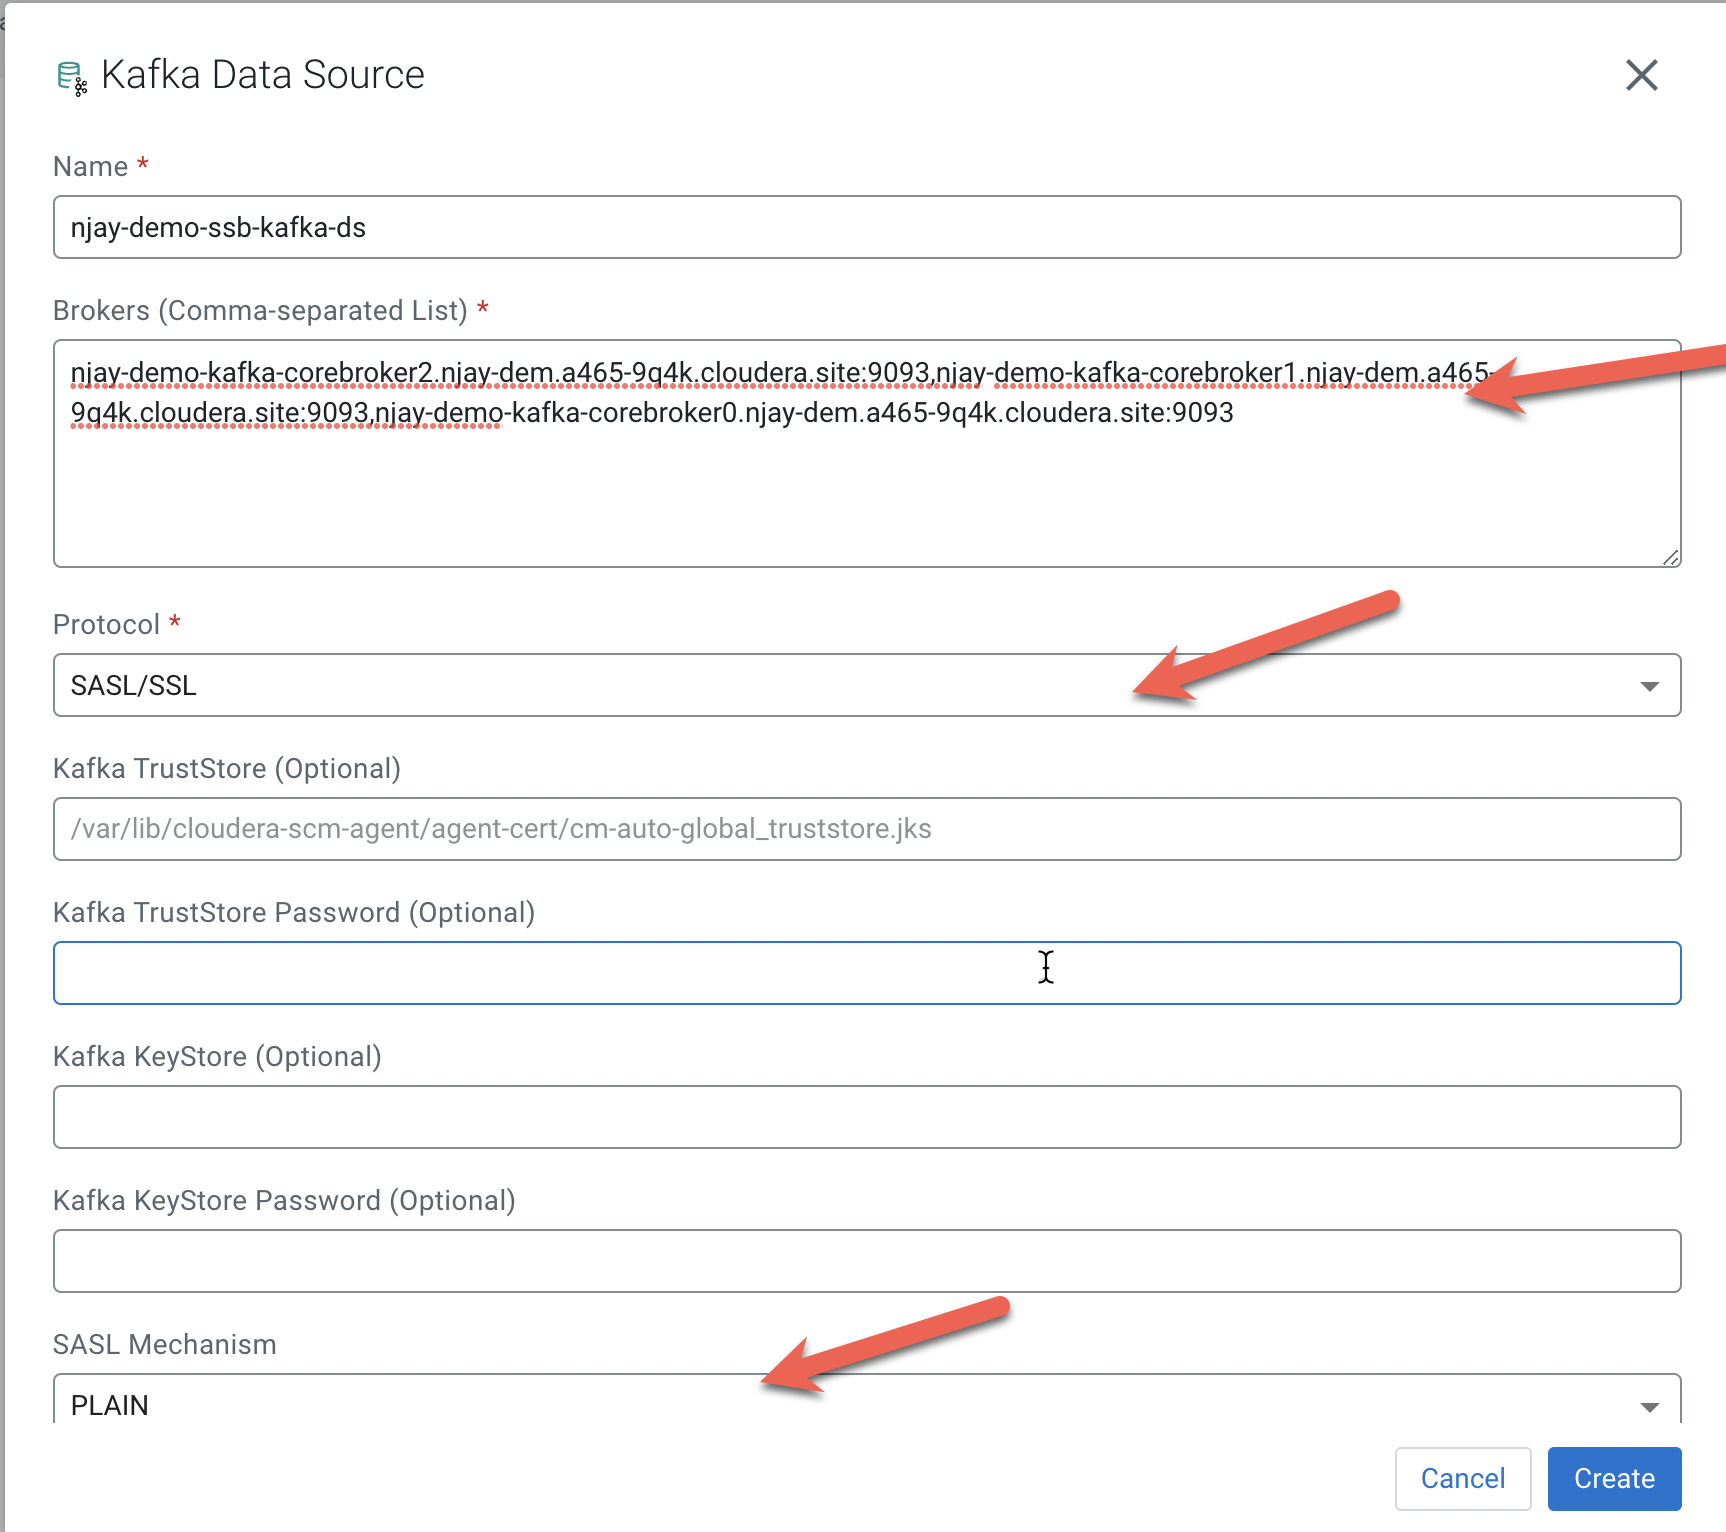 Kafka Data Source
Name *
njay-demo-ssb-kafka-ds
Brokers (Comma-separated List) *
njay-demo-kafka-corebroker2.njay-dem.a465-9q4k.cloudera.site:9093,njay-demo-kafka-corebroker1.njay-dem.a465-
9q4k.cloudera.site:9093,njay-demo-kafka-corebroker0.njay-dem.a465-9q4k.cloudera.site:9093
Protocol *
SASL/SSL
Kafka TrustStore (Optional)
/var/lib/cloudera-scm-agent/agent-cert/cm-auto-global_truststore.jks
Kafka TrustStore Password (Optional)
Kafka KeyStore (Optional)
Kafka KeyStore Password (Optional)
SASL Mechanism
PLAIN
Cancel
Create